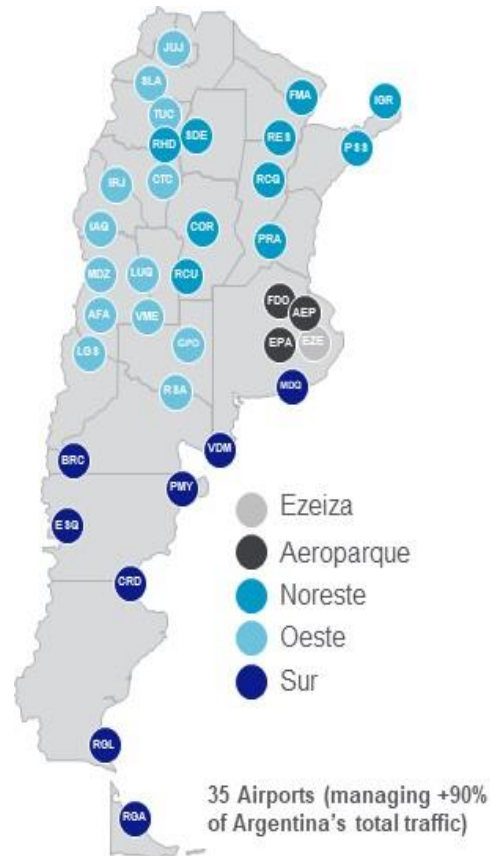 JUJ
SLA
TUC
FMA
IGR
RHD
SDE
RES
PSS
IRJ
CTC
RCQ
UAQ
COR
PRA
MDZ
LUQ
RCU
FDO
AEP
AFA
VME
EPA
EZE
LGS
GPO
RSA
MDQ
BRC
VDM
PMY
ESQ
CRD
RGL
RGA
Ezeiza
Aeroparque
Noreste
Oeste
Sur
35 Airports (managing +90%
of Argentina's total traffic)